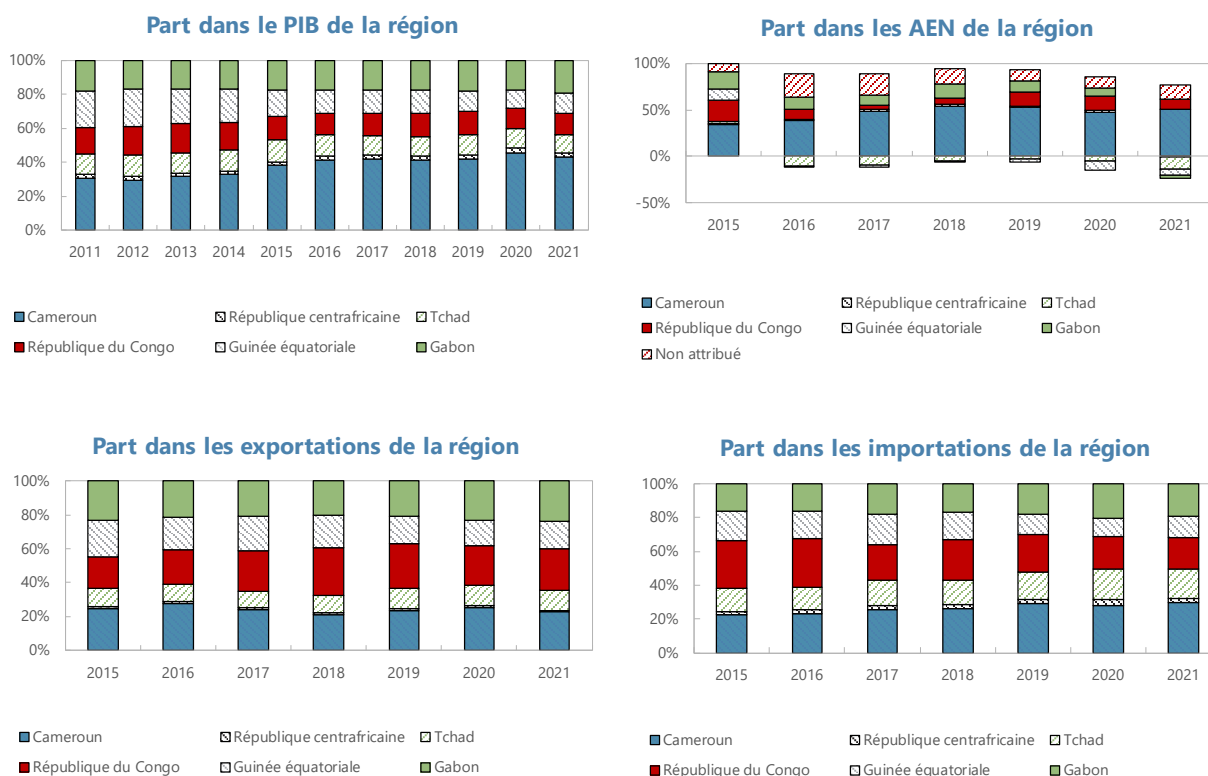 Part dans le PIB de la région
100%
80%
60%
40%
20%
0%
2011 2012 2013 2014 2015 2016 2017 2018 2019 2020 2021
Cameroun République centrafricaine Tchad
République du Congo Guinée équatoriale Gabon
Part dans les AEN de la région
100%
50%
0%
-50%
2015 2016 2017 2018 2019 2020 2021
Cameroun République centrafricaine Tchad
République du Congo Guinée équatoriale Gabon
Non attribué
Part dans les exportations de la région
100%
80%
60%
40%
20%
0%
2015 2016 2017 2018 2019 2020 2021
Cameroun République centrafricaine Tchad
République du Congo Guinée équatoriale Gabon
Part dans les importations de la région
100%
80%
60%
40%
20%
0%
2015 2016 2017 2018 2019 2020 2021
Cameroun République centrafricaine Tchad
République du Congo Guinée équatoriale Gabon